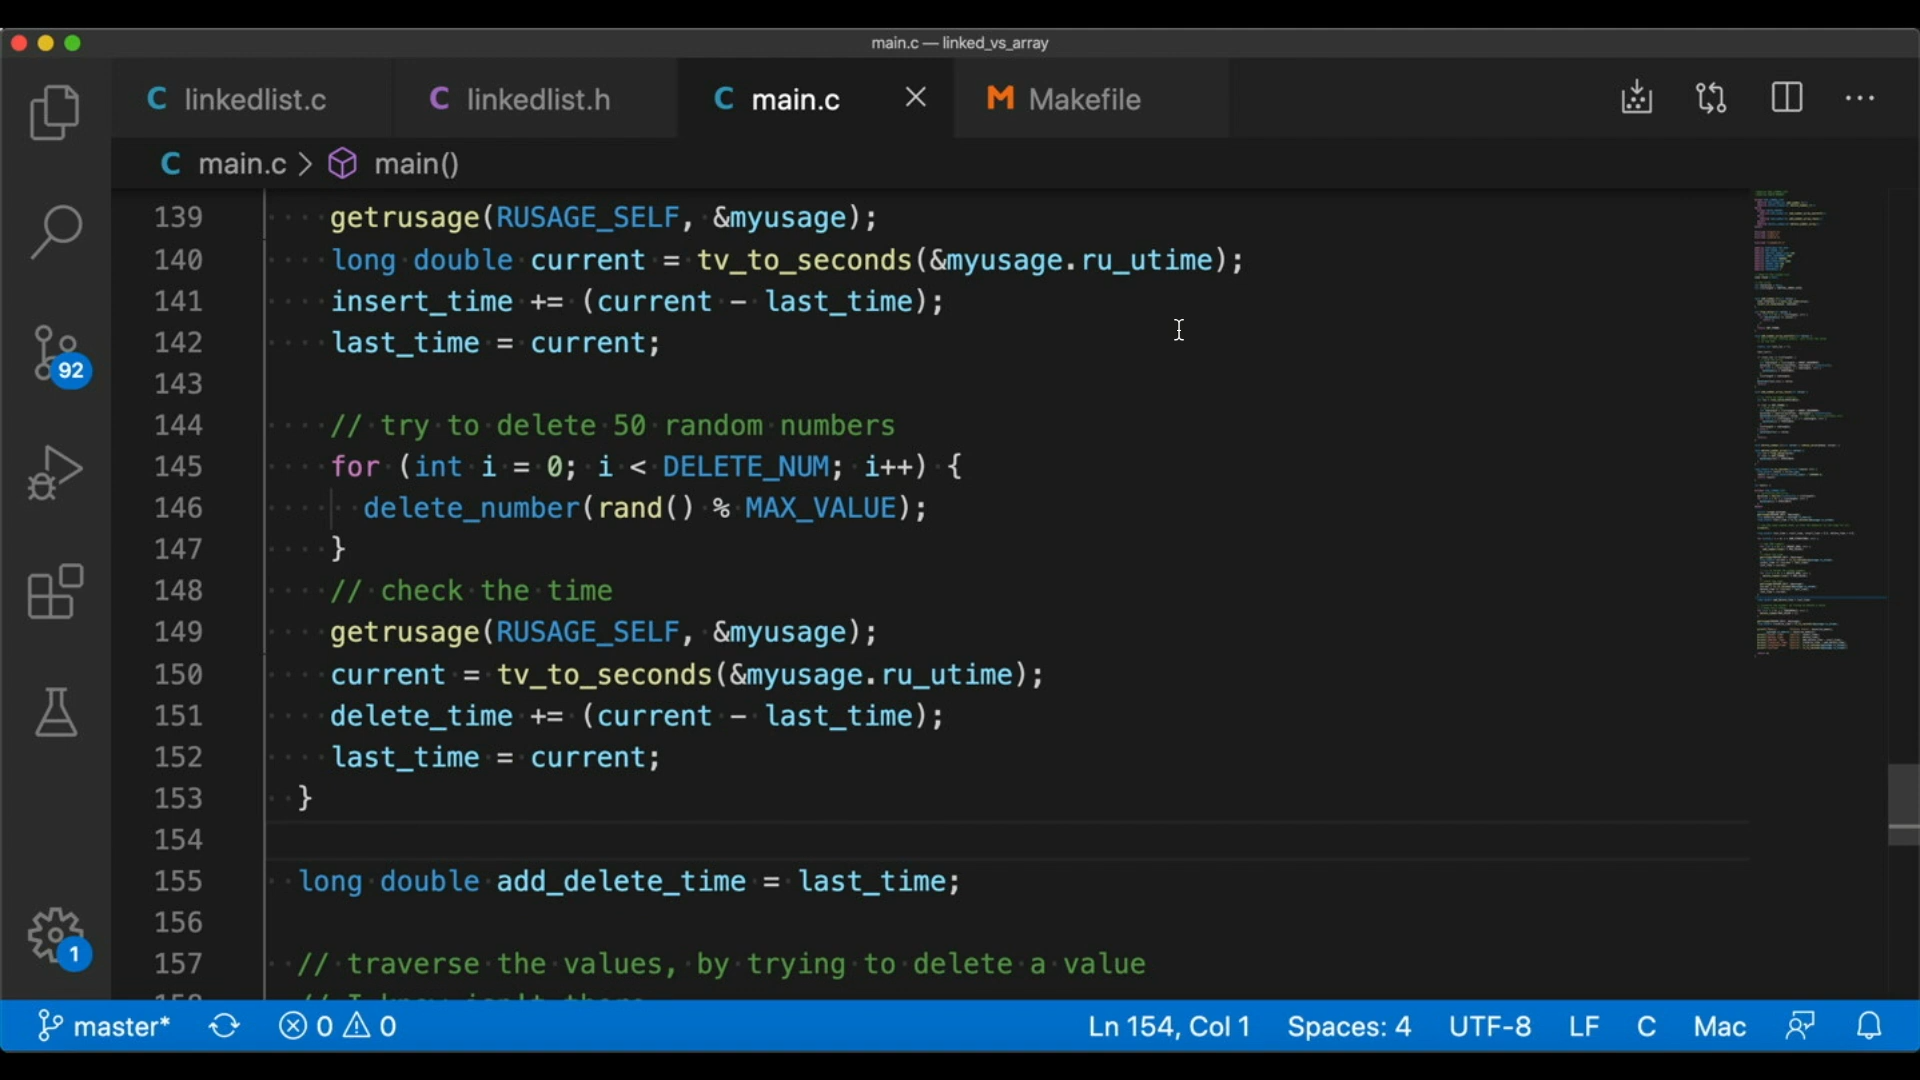 main.c — linked_vs_array
linkedlist.c
linkedlist.h
main.c
Makefile
main.c > main()
139 getrusage(RUSAGE_SELF, &myusage);
140 long double current = tv_to_seconds(&myusage.ru_utime);
141 insert_time += (current - last_time);
142 last_time = current;
143
144 // try to delete 50 random numbers
145 for (int i = 0; i < DELETE_NUM; i++) {
146 delete_number(rand() % MAX_VALUE);
147 }
148 // check the time
149 getrusage(RUSAGE_SELF, &myusage);
150 current = tv_to_seconds(&myusage.ru_utime);
151 delete_time += (current - last_time);
152 last_time = current;
153 }
154
155 long double add_delete_time = last_time;
156
157 // traverse the values, by trying to delete a value
92
1
master* 0 0 Ln 154, Col 1 Spaces: 4 UTF-8 LF C Mac